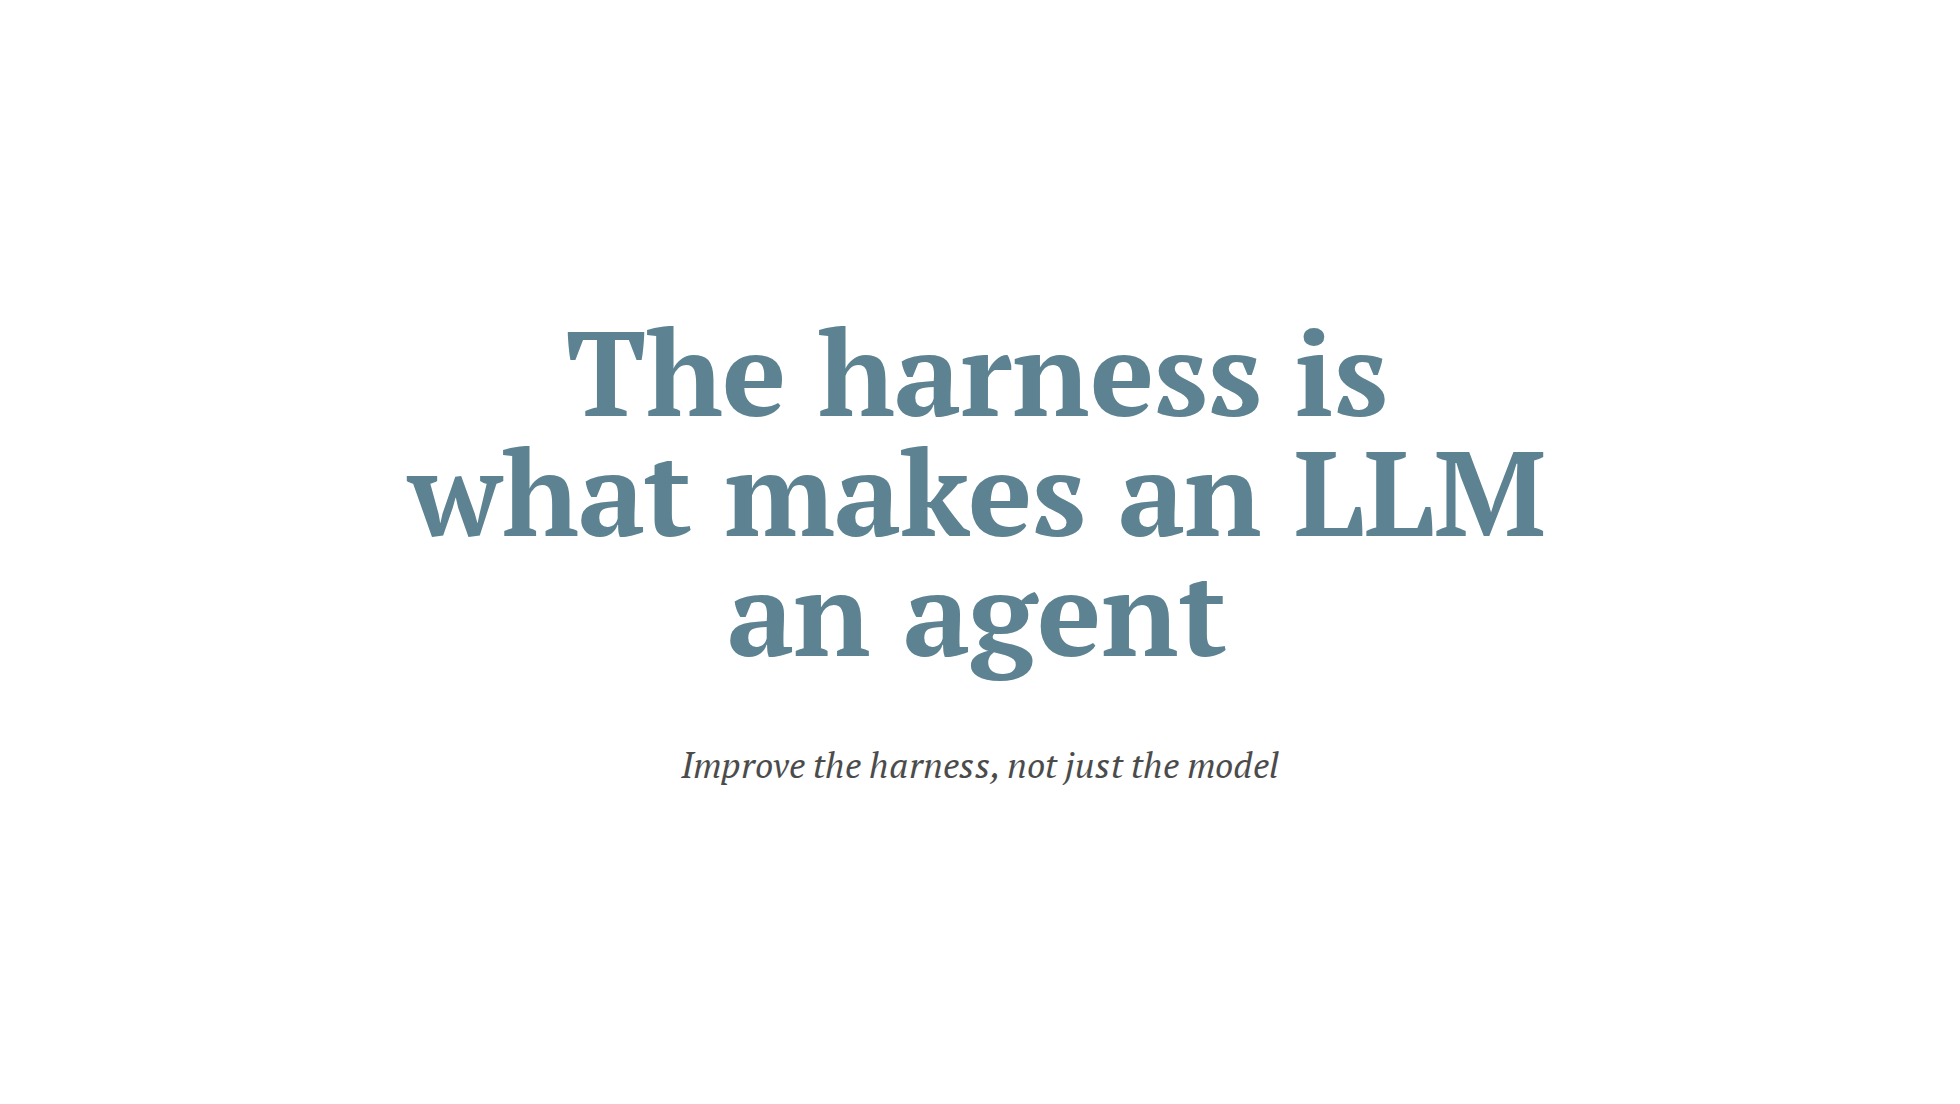 The harness is
what makes an LLM
an agent
Improve the harness, not just the model